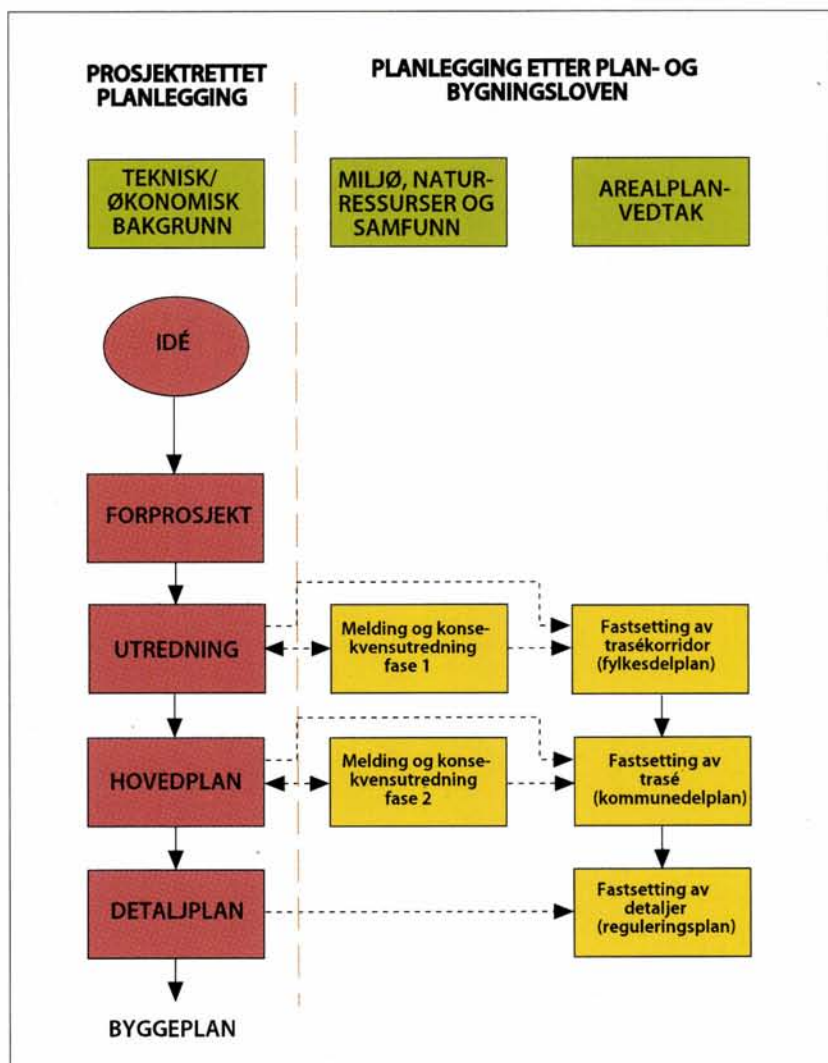 PROSJEKTRETTET
PLANLEGGING
PLANLEGGING ETTER PLAN- OG
BYGNINGSLOVEN
TEKNISK/
ØKONOMISK
BAKGRUNN
MILJØ, NATUR-
RESSURSER OG
SAMFUNN
AREALPLAN-
VEDTAK
IDÉ
FORPROSJEKT
UTREDNING
Melding og konse-
kvensutredning
fase 1
Fastsetting av
trasékorridor
(fylkesdelplan)
HOVEDPLAN
Melding og konse-
kvensutredning
fase 2
Fastsetting av
trasé
(kommunedelplan)
DETALJPLAN
Fastsetting av
detaljer
(reguleringsplan)
BYGGEPLAN